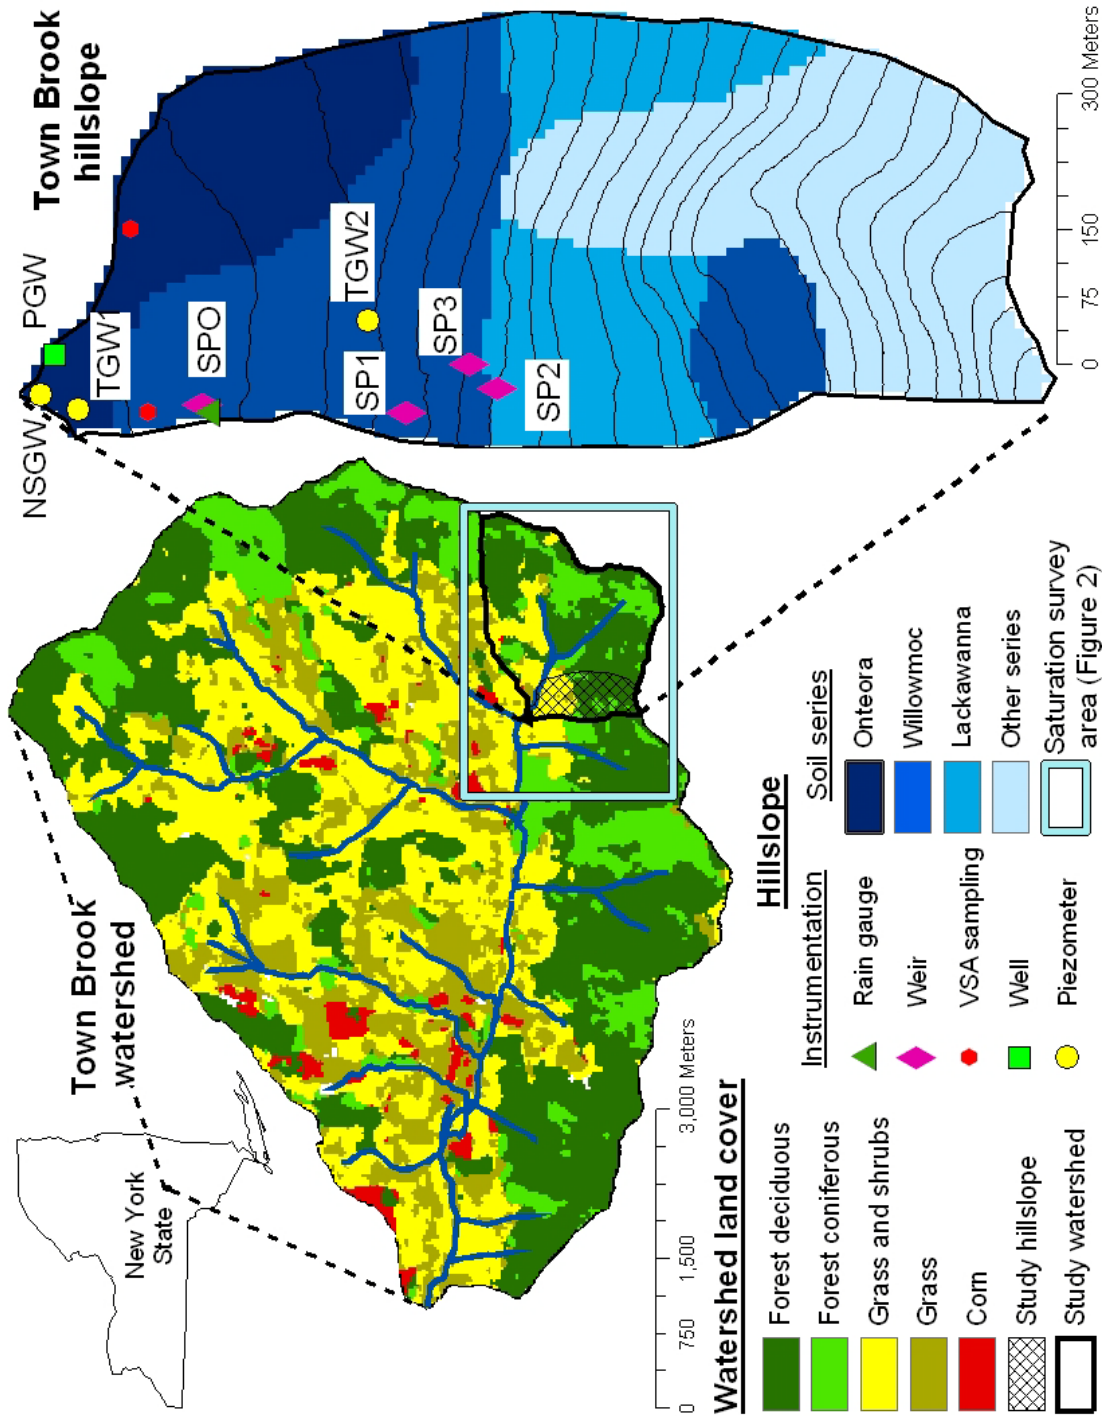 New York
State
Town Brook
watershed
Town Brook
hillslope
NSGW
PGW
TGW
SPO
TGW2
SP1
SP3
SP2
0
750
1,500
3,000 Meters
0
75
150
300 Meters
Watershed land cover
Forest deciduous
Forest coniferous
Grass and shrubs
Grass
Corn
Study hillslope
Study watershed
Hillslope
Instrumentation
Rain gauge
Weir
VSA sampling
Well
Piezometer
Soil series
Onteora
Willowmoc
Lackawanna
Other series
Saturation survey
area (Figure 2)